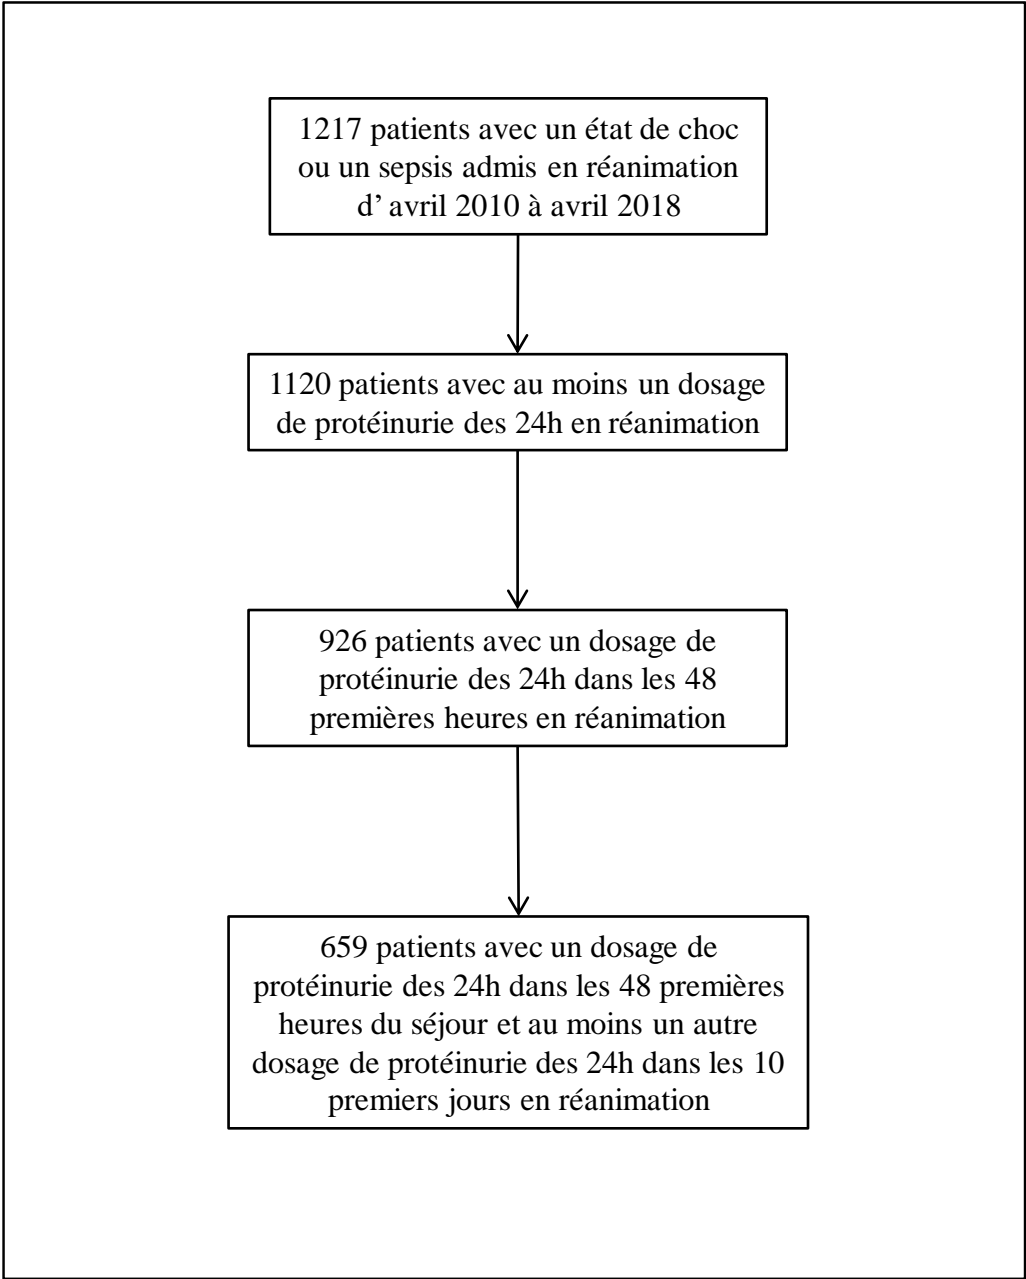 1217 patients avec un état de choc
ou un sepsis admis en réanimation
d’ avril 2010 à avril 2018
1120 patients avec au moins un dosage
de protéinurie des 24h en réanimation
926 patients avec un dosage de
protéinurie des 24h dans les 48
premières heures en réanimation
659 patients avec un dosage de
protéinurie des 24h dans les 48 premières
heures du séjour et au moins un autre
dosage de protéinurie des 24h dans les 10
premiers jours en réanimation